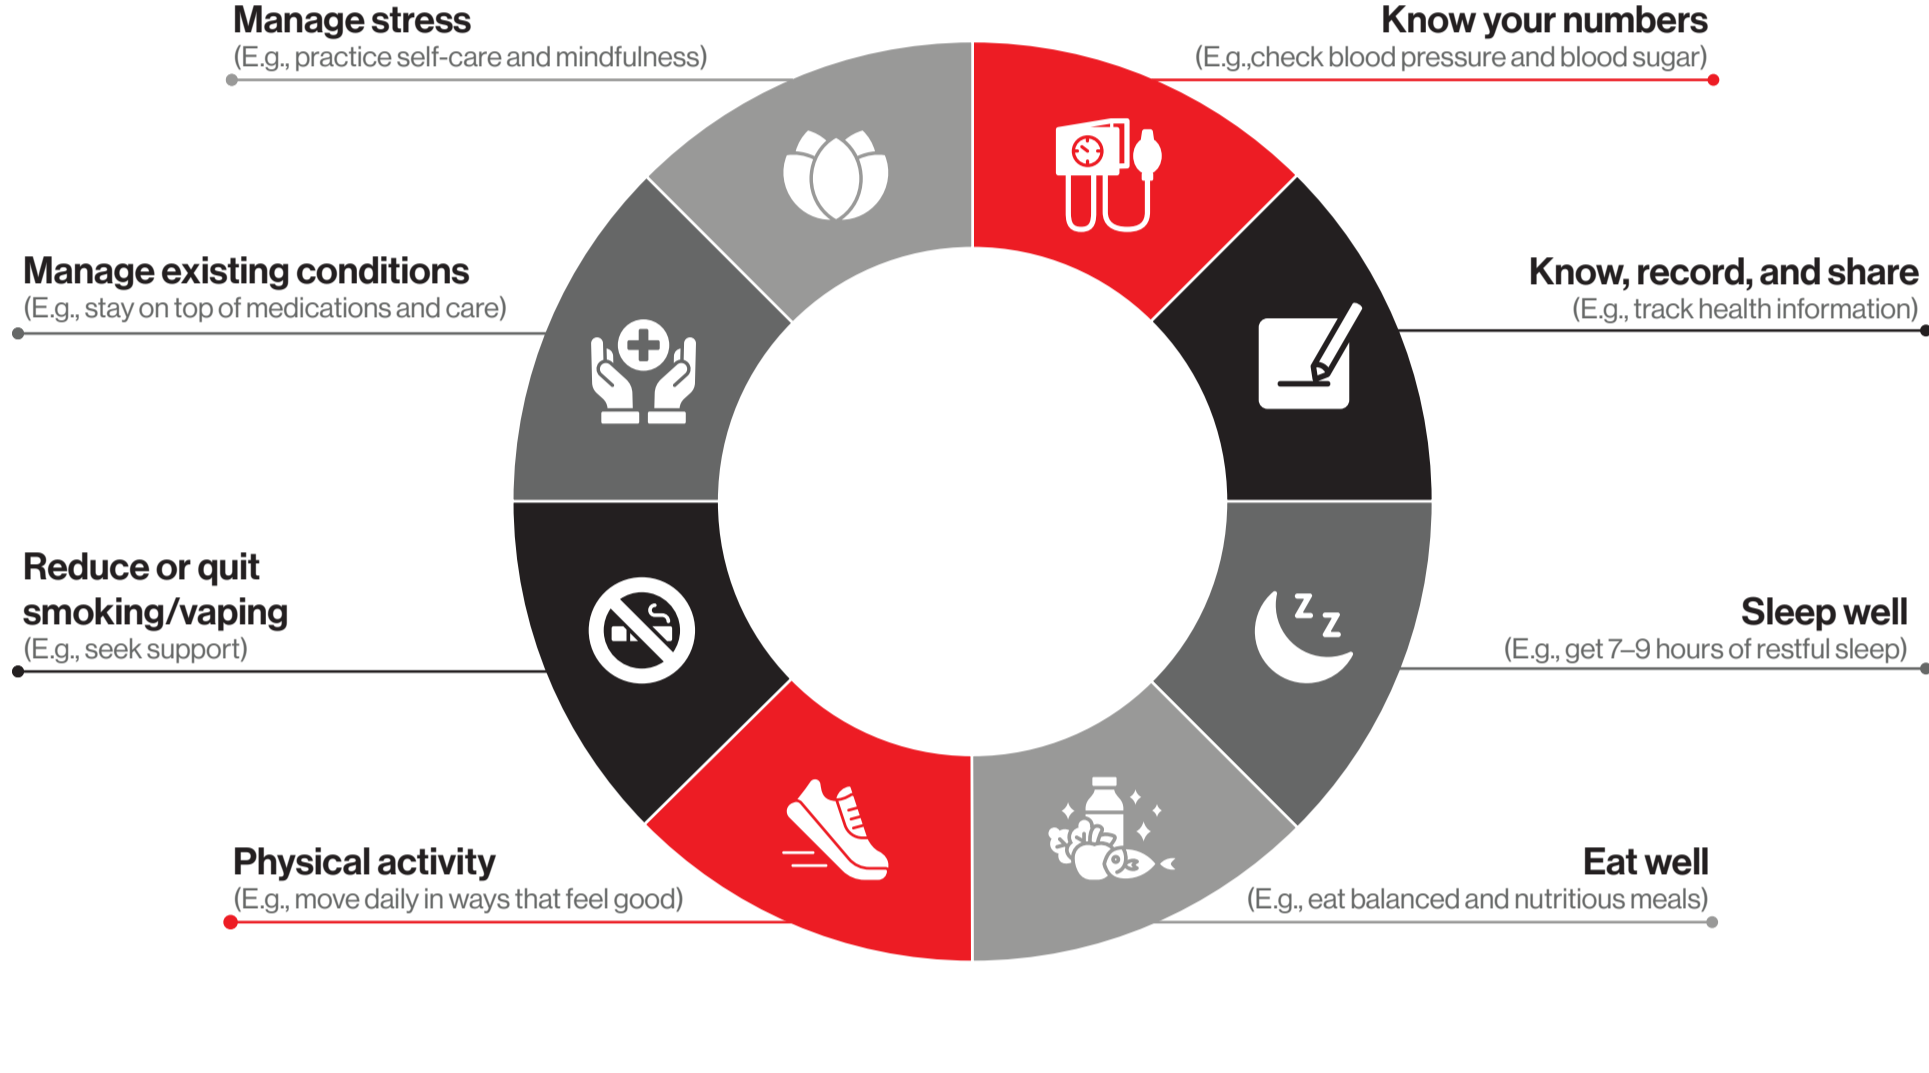 Manage stress
(E.g., practice self-care and mindfulness)
Know your numbers
(E.g.,check blood pressure and blood sugar)
Manage existing conditions
(E.g., stay on top of medications and care)
Know, record, and share
(E.g., track health information)
Reduce or quit
smoking/vaping
(E.g., seek support)
Z
Z
Sleep well
(E.g., get 7–9 hours of restful sleep)
Physical activity
(E.g., move daily in ways that feel good)
Eat well
(E.g., eat balanced and nutritious meals)